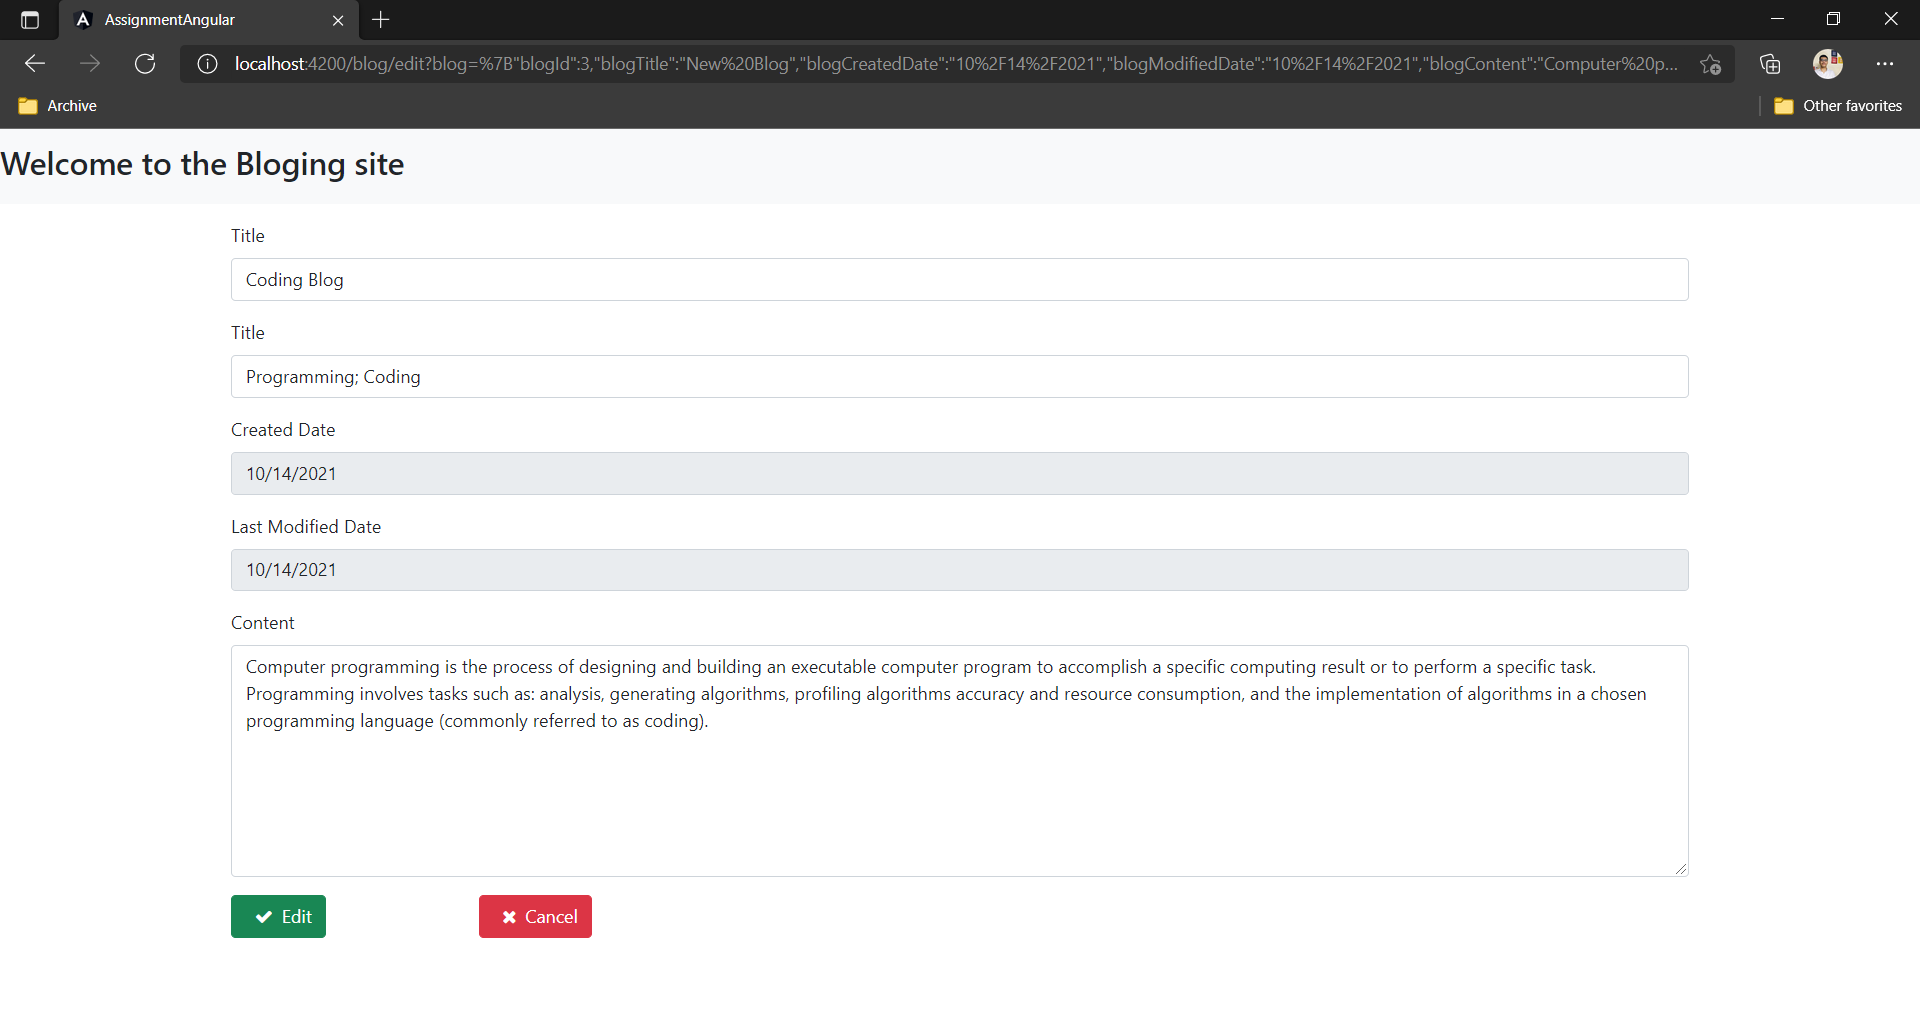 AssignmentAngular
localhost:4200/blog/edit?blog=%7B"blogId":3,"blogTitle":"New%20Blog","blogCreatedDate":"10%2F14%2F2021","blogModifiedDate":"10%2F14%2F2021","blogContent":"Computer%20p...
Archive
Other favorites
Welcome to the Bloging site
Title
Coding Blog
Title
Programming; Coding
Created Date
10/14/2021
Last Modified Date
10/14/2021
Content
Computer programming is the process of designing and building an executable computer program to accomplish a specific computing result or to perform a specific task.
Programming involves tasks such as: analysis, generating algorithms, profiling algorithms accuracy and resource consumption, and the implementation of algorithms in a chosen
programming language (commonly referred to as coding).
Edit
Cancel